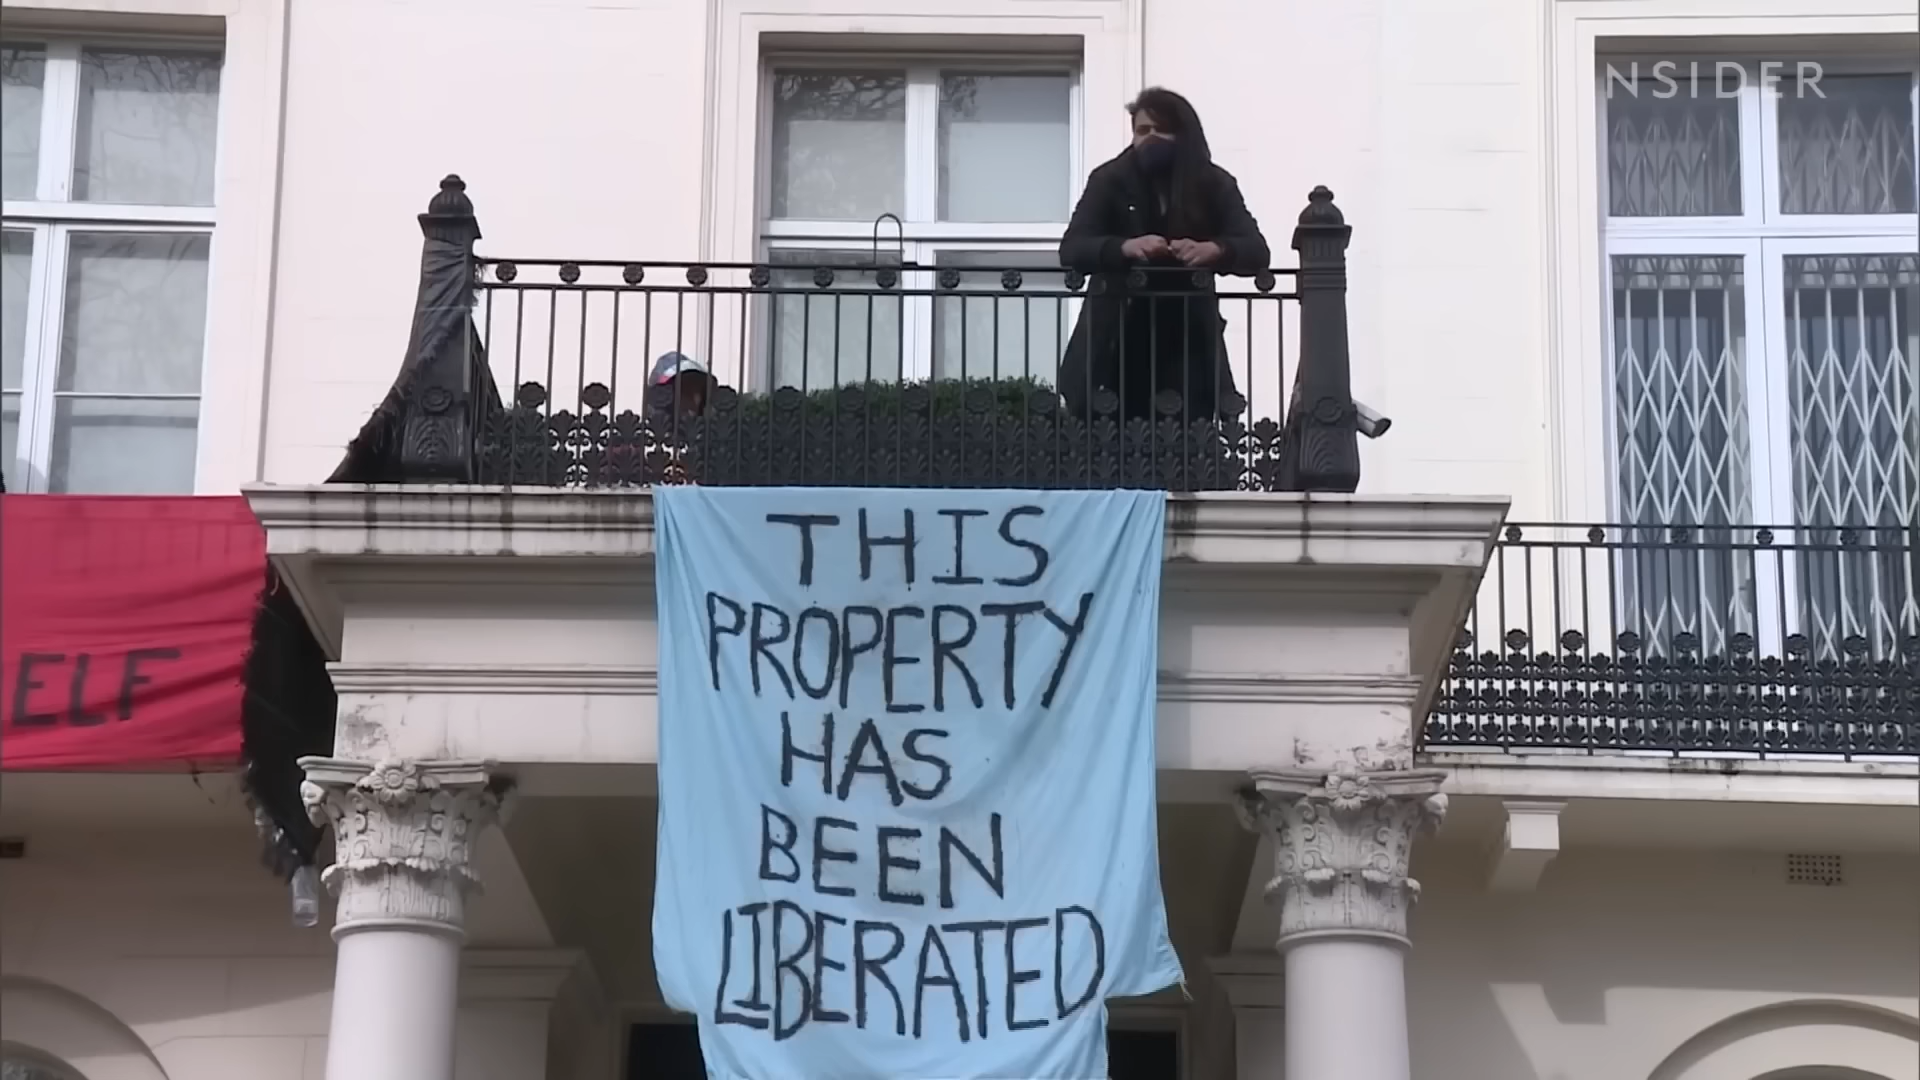 NSIDER
THIS
PROPERTY
HAS
BEEN
LIBERATED
ELF